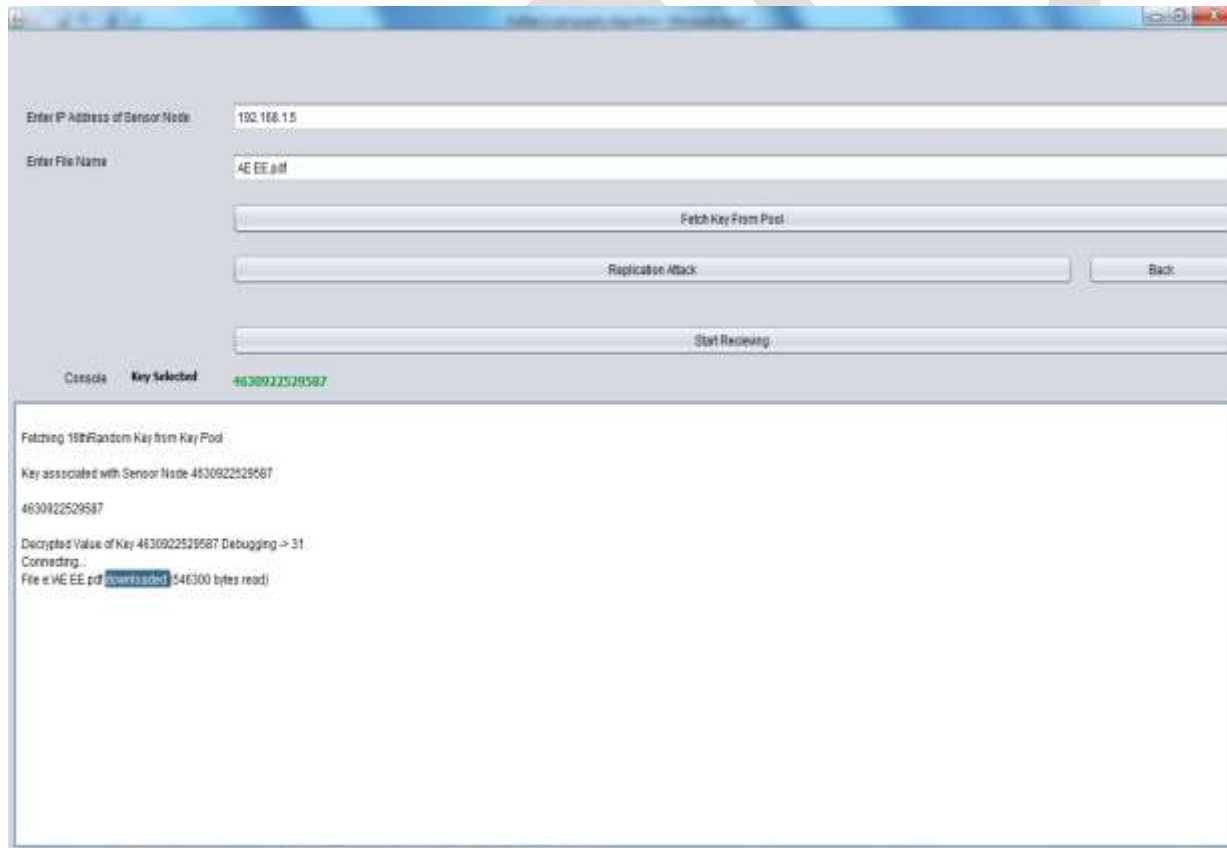 Enter IP Address of Sensor Node 192.168.1.5
Enter File Name AE EE.pdf
Fetch Key From Pool
Replication Attack Back
Start Recieving
Console Key Selected 4630922529587
Fetching 18thRandom Key from Key Pool
Key associated with Sensor Node 4630922529587
4630922529587
Decrypted Value of Key 4630922529587 Debugging -> 31
Connecting...
File e:\AE EE.pdf downloaded (546300 bytes read)